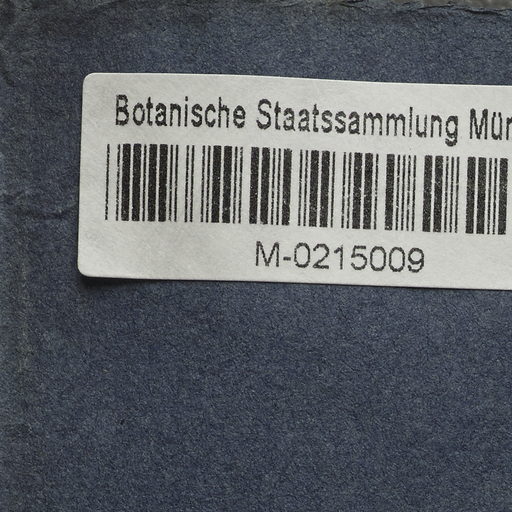 Botanische Staatssammlung Mün
M-0215009